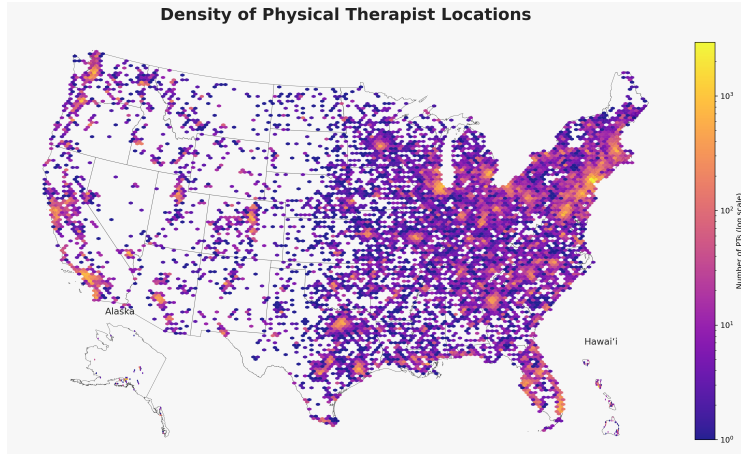 Density of Physical Therapist Locations
10³
10²
10¹
10⁰
Number of PTs (log scale)
Alaska
Hawai'i